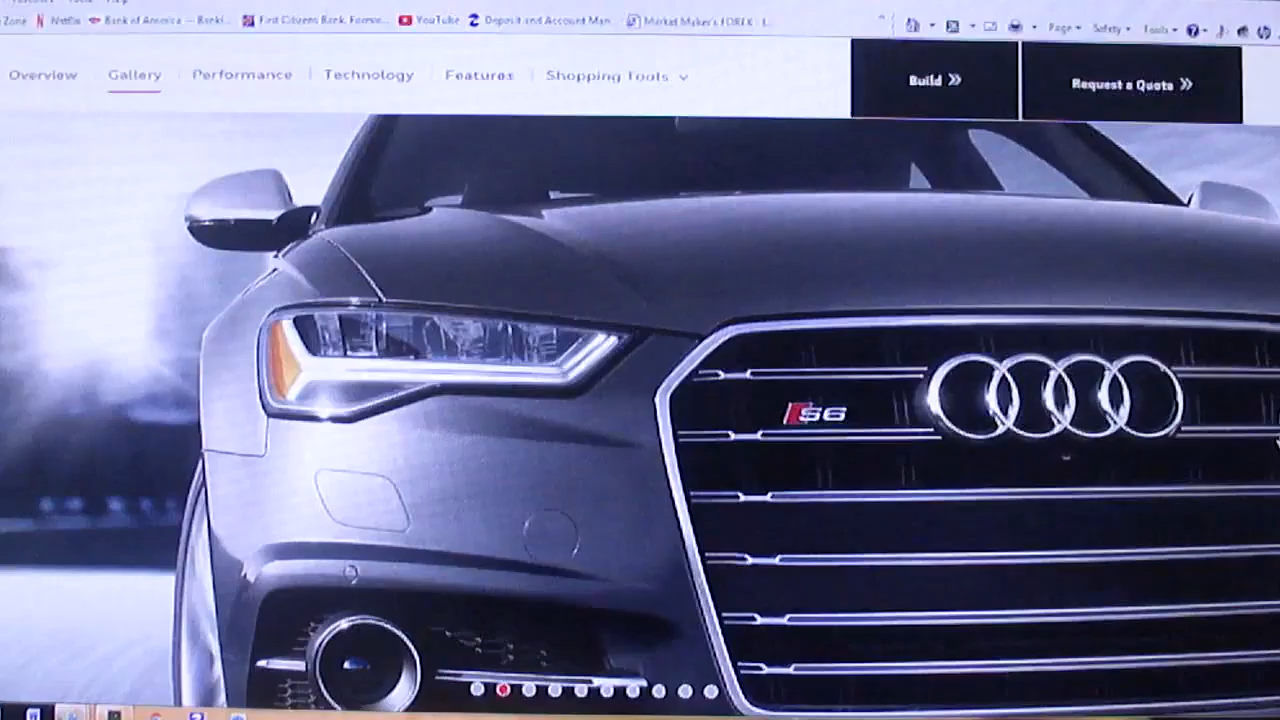 Zone Netflix Bank of America — Banki... First Citizens Bank. YouTube Deposit and Account Man... Market Maker's FOREX
Page Safety Tools
Overview Gallery Performance Technology Features Shopping Tools
Build » Request a Quote »
S6